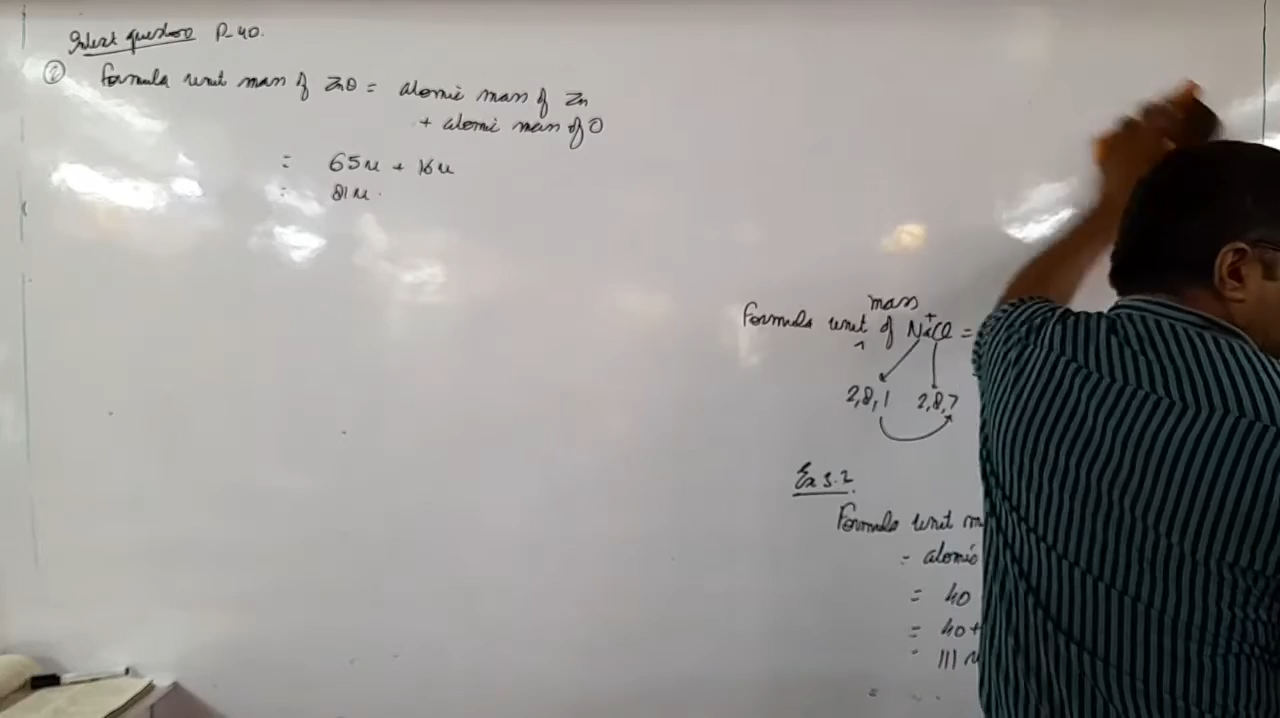 Intext question P-40.
② Formula unit mass of ZnO = atomic mass of Zn
+ atomic mass of O
= 65u + 16u
= 81u.
mass
Formula unit ^ of Na+Cl =
2,8,1 2,8,7
Ex 3.2
Formula unit m
= atomic
= 40
= 40+
= 111 u
=